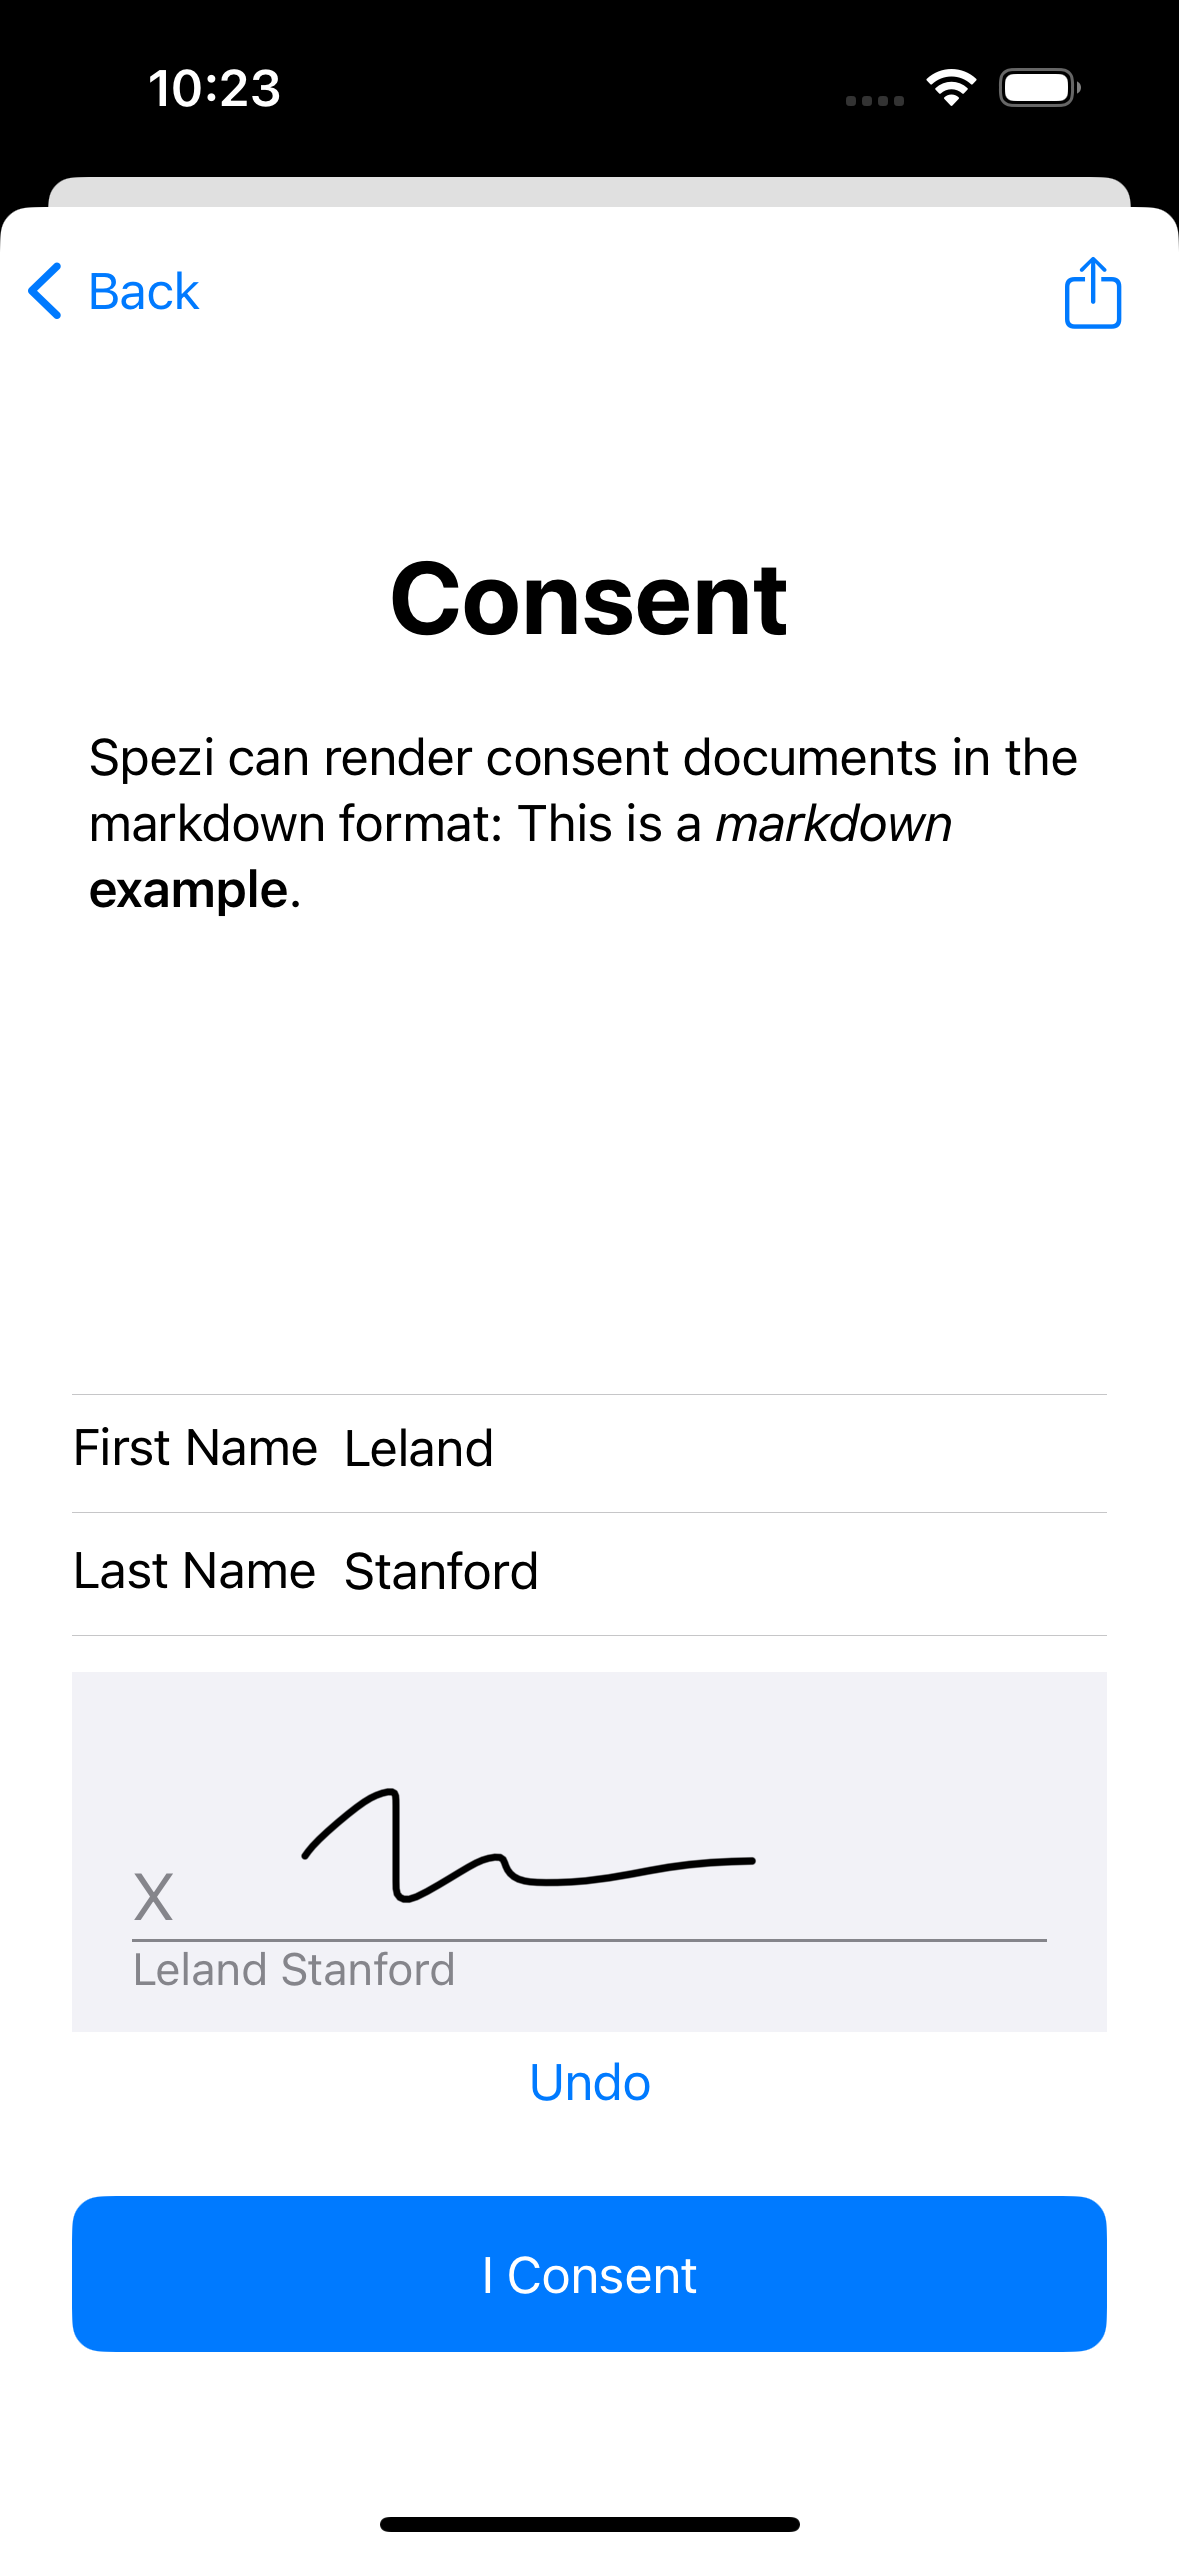 10:23
Back
Consent
Spezi can render consent documents in the
markdown format: This is a markdown
example.
First Name Leland
Last Name Stanford
X
Leland Stanford
Undo
I Consent